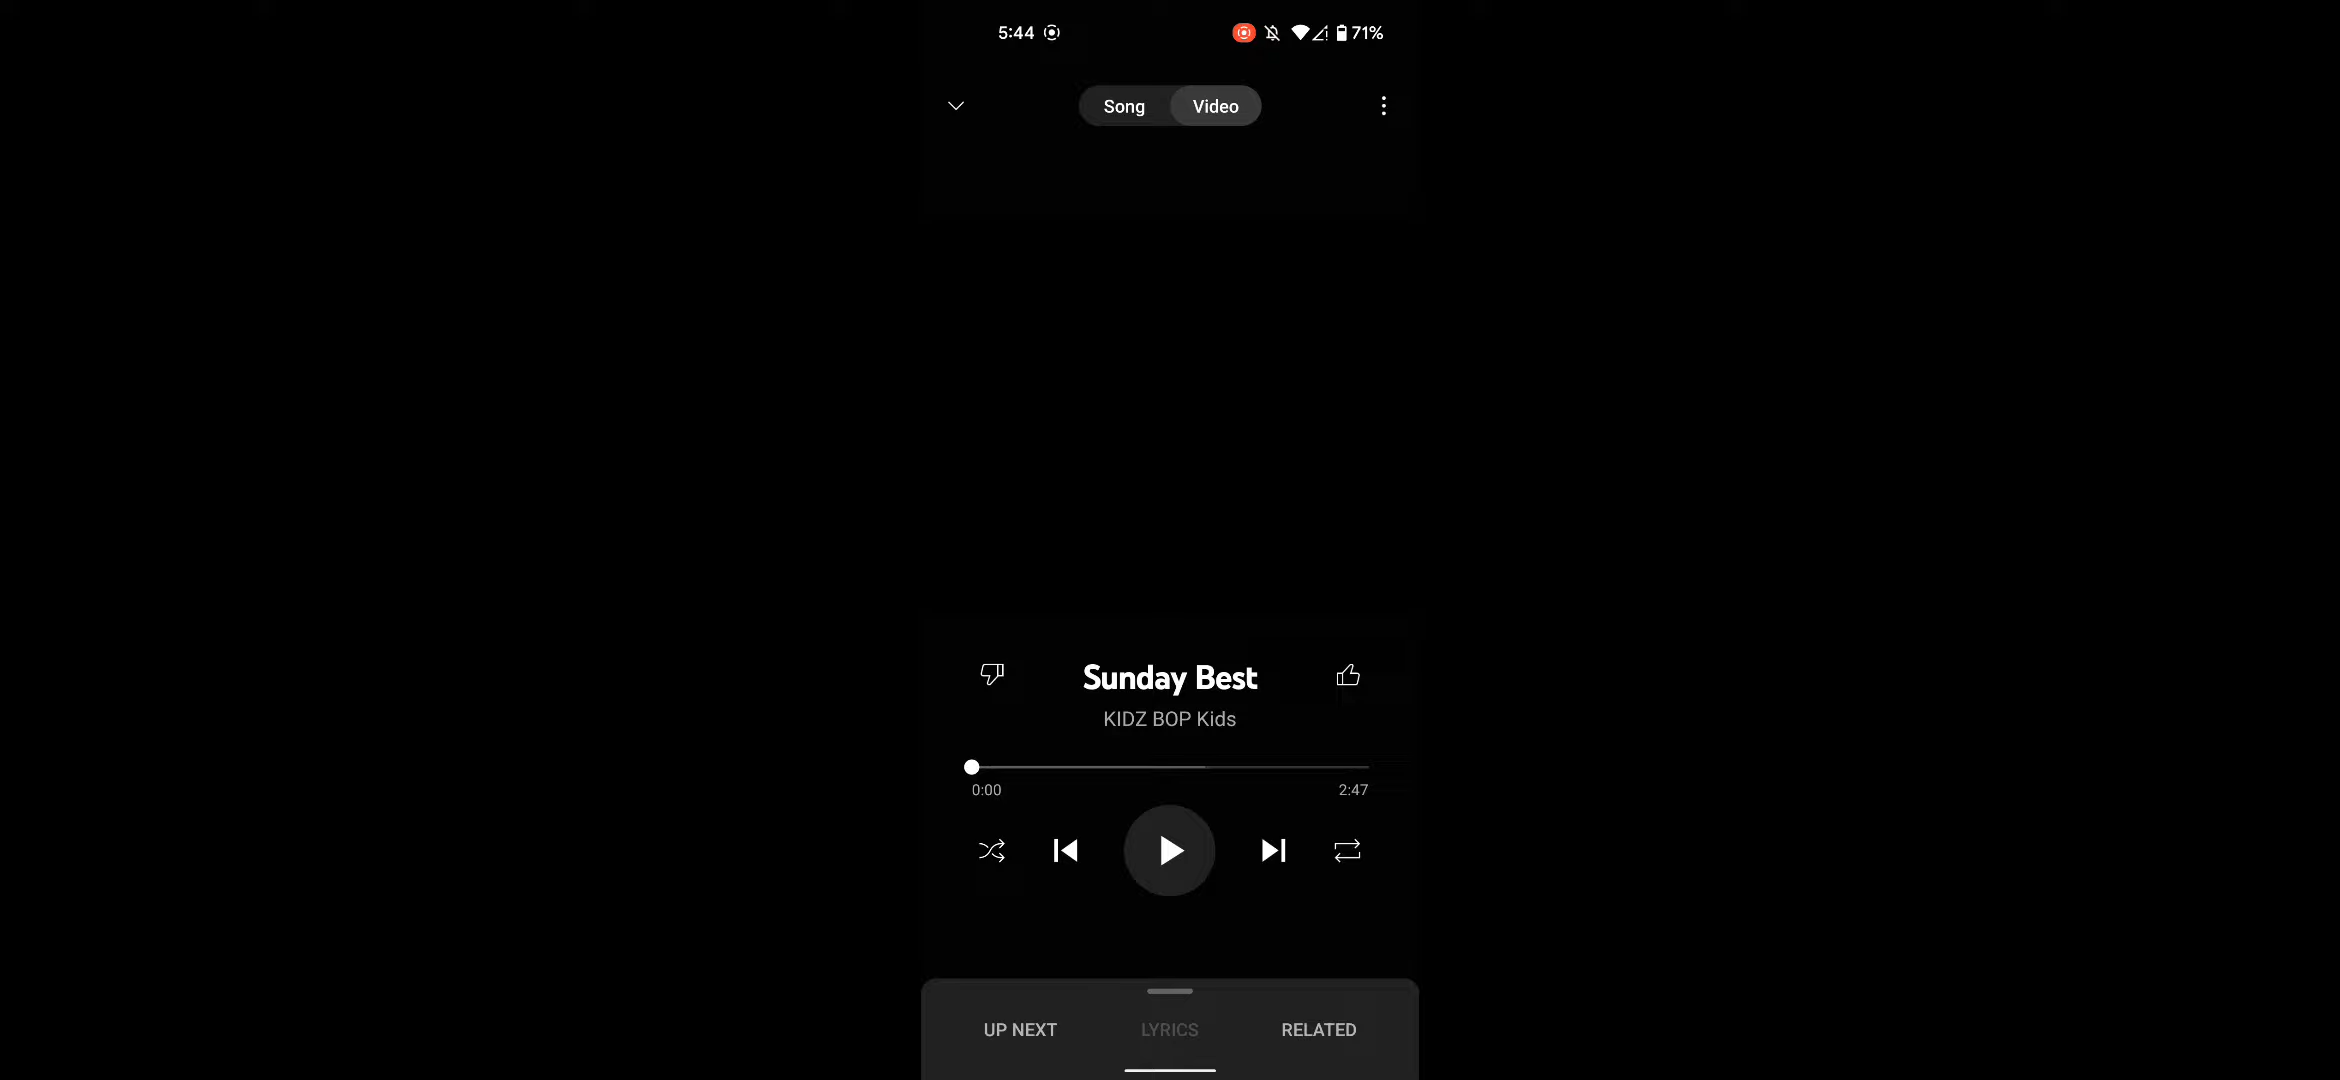 5:44 71%
Song Video
Sunday Best
KIDZ BOP Kids
0:00 2:47
UP NEXT LYRICS RELATED